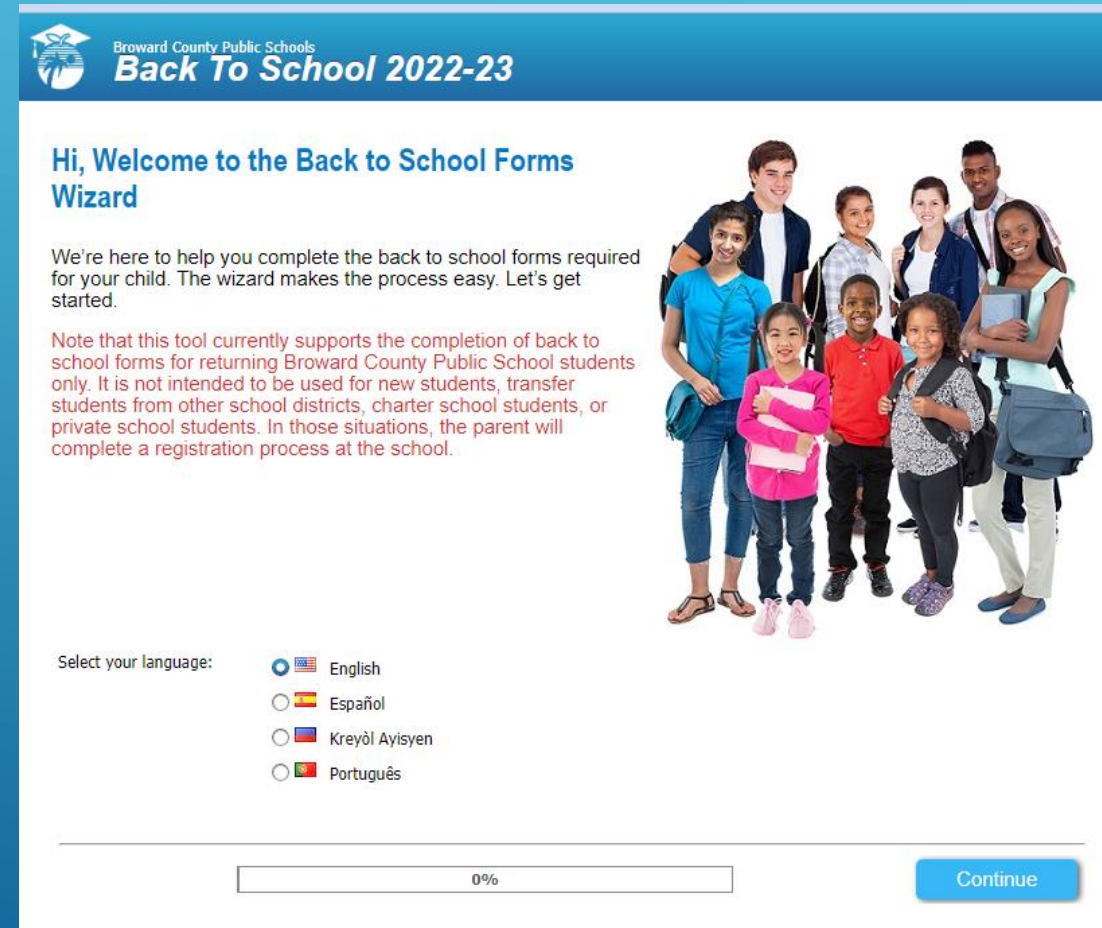 Broward County Public Schools
Back To School 2022-23
Hi, Welcome to the Back to School Forms
Wizard
We're here to help you complete the back to school forms required
for your child. The wizard makes the process easy. Let's get
started.
Note that this tool currently supports the completion of back to
school forms for returning Broward County Public School students
only. It is not intended to be used for new students, transfer
students from other school districts, charter school students, or
private school students. In those situations, the parent will
complete a registration process at the school.
Select your language:
English
Español
Kreyòl Ayisyen
Português
0%
Continue